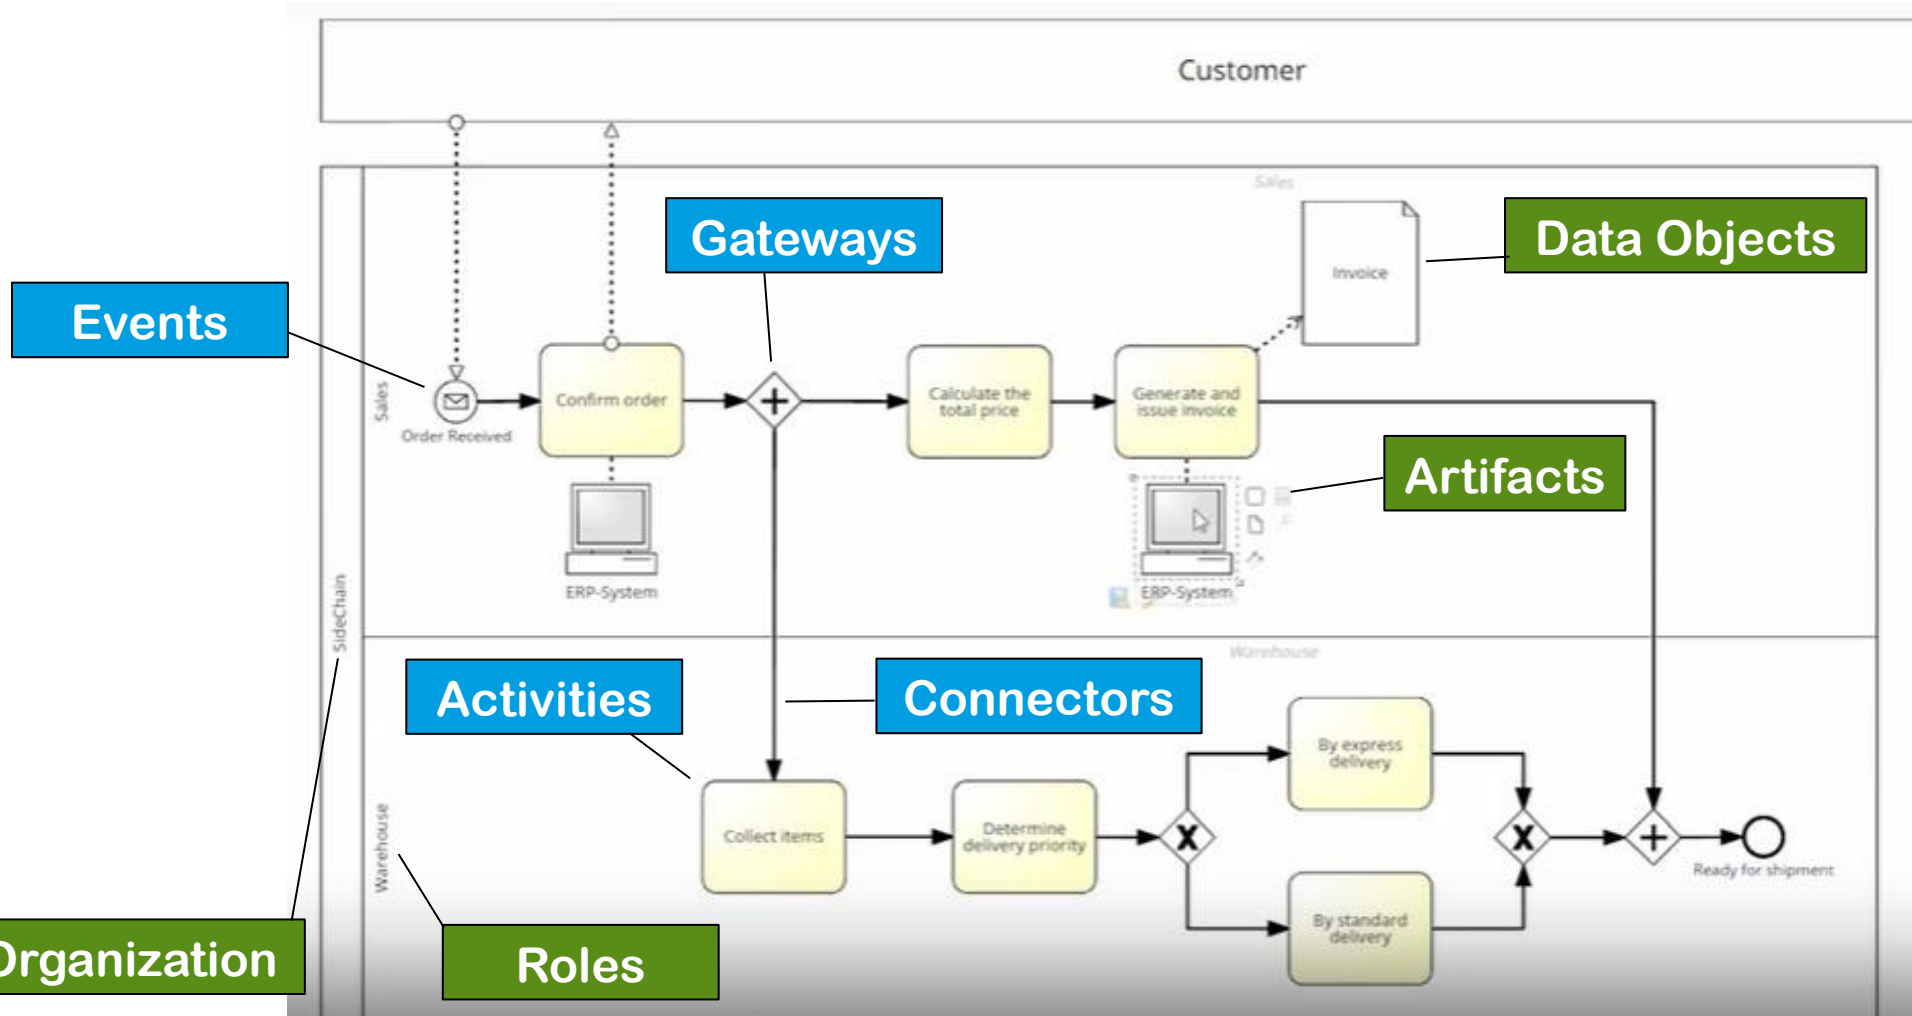 Customer
Sales
Gateways
Data Objects
Invoice
Events
Sales
Confirm order
Calculate the
total price
Generate and
issue invoice
Order Received
Artifacts
ERP-System
ERP-System
SideChain
Warehouse
Activities
Connectors
By express
delivery
Warehouse
Collect items
Determine
delivery priority
X
X
Ready for shipment
By standard
delivery
Organization
Roles